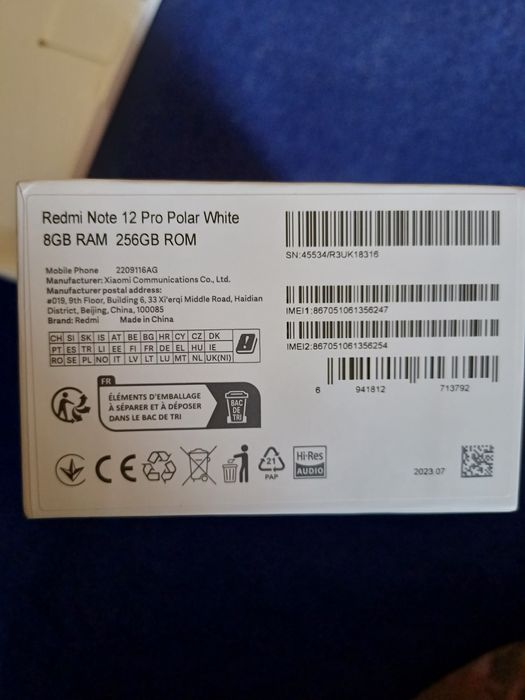 Redmi Note 12 Pro Polar White
8GB RAM 256GB ROM
Mobile Phone 2209116AG
Manufacturer: Xiaomi Communications Co., Ltd.
Manufacturer postal address:
#019, 9th Floor, Building 6, 33 Xi'erqi Middle Road, Haidian
District, Beijing, China, 100085
Brand: Redmi Made in China
CH SI SK IS AT BE BG HR CY CZ DK
PT ES TR LI EE FI FR DE EL HU IE
RO SE PL NO IT LV LT LU MT NL UK(NI)
SN:45534/R3UK18316
IMEI1:867051061356247
IMEI2:867051061356254
6 941812 713792
FR
ÉLÉMENTS D'EMBALLAGE
À SÉPARER ET À DÉPOSER
DANS LE BAC DE TRI
BAC
DE
TRI
CE
21
PAP
Hi-Res
AUDIO
2023.07